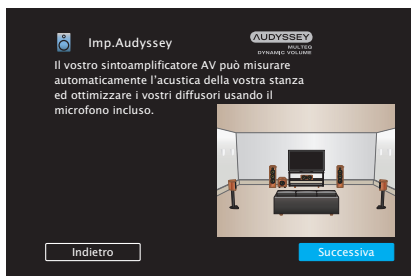 Imp.Audyssey
AUDYSSEY
MULTEQ
DYNAMIC VOLUME
Il vostro sintoamplificatore AV può misurare
automaticamente l'acustica della vostra stanza
ed ottimizzare i vostri diffusori usando il
microfono incluso.
Indietro
Successiva